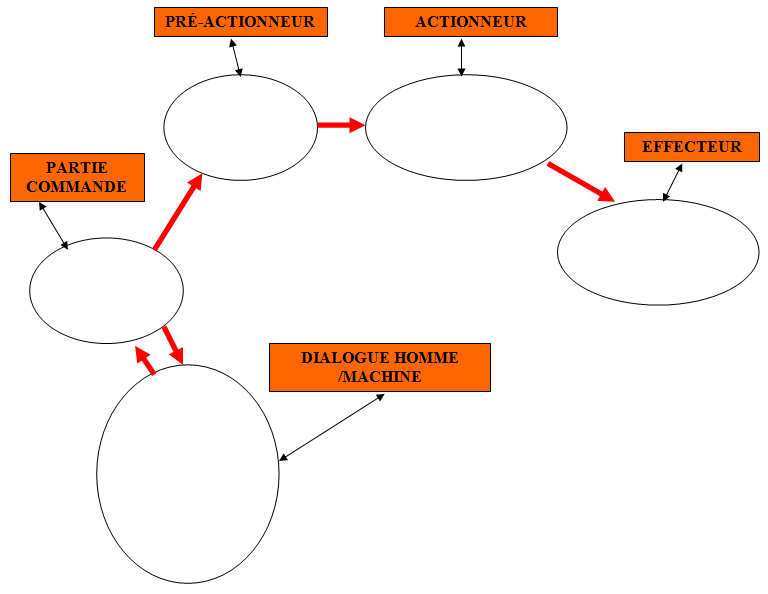 PRÉ-ACTIONNEUR
ACTIONNEUR
EFFECTEUR
PARTIE
COMMANDE
DIALOGUE HOMME
/MACHINE